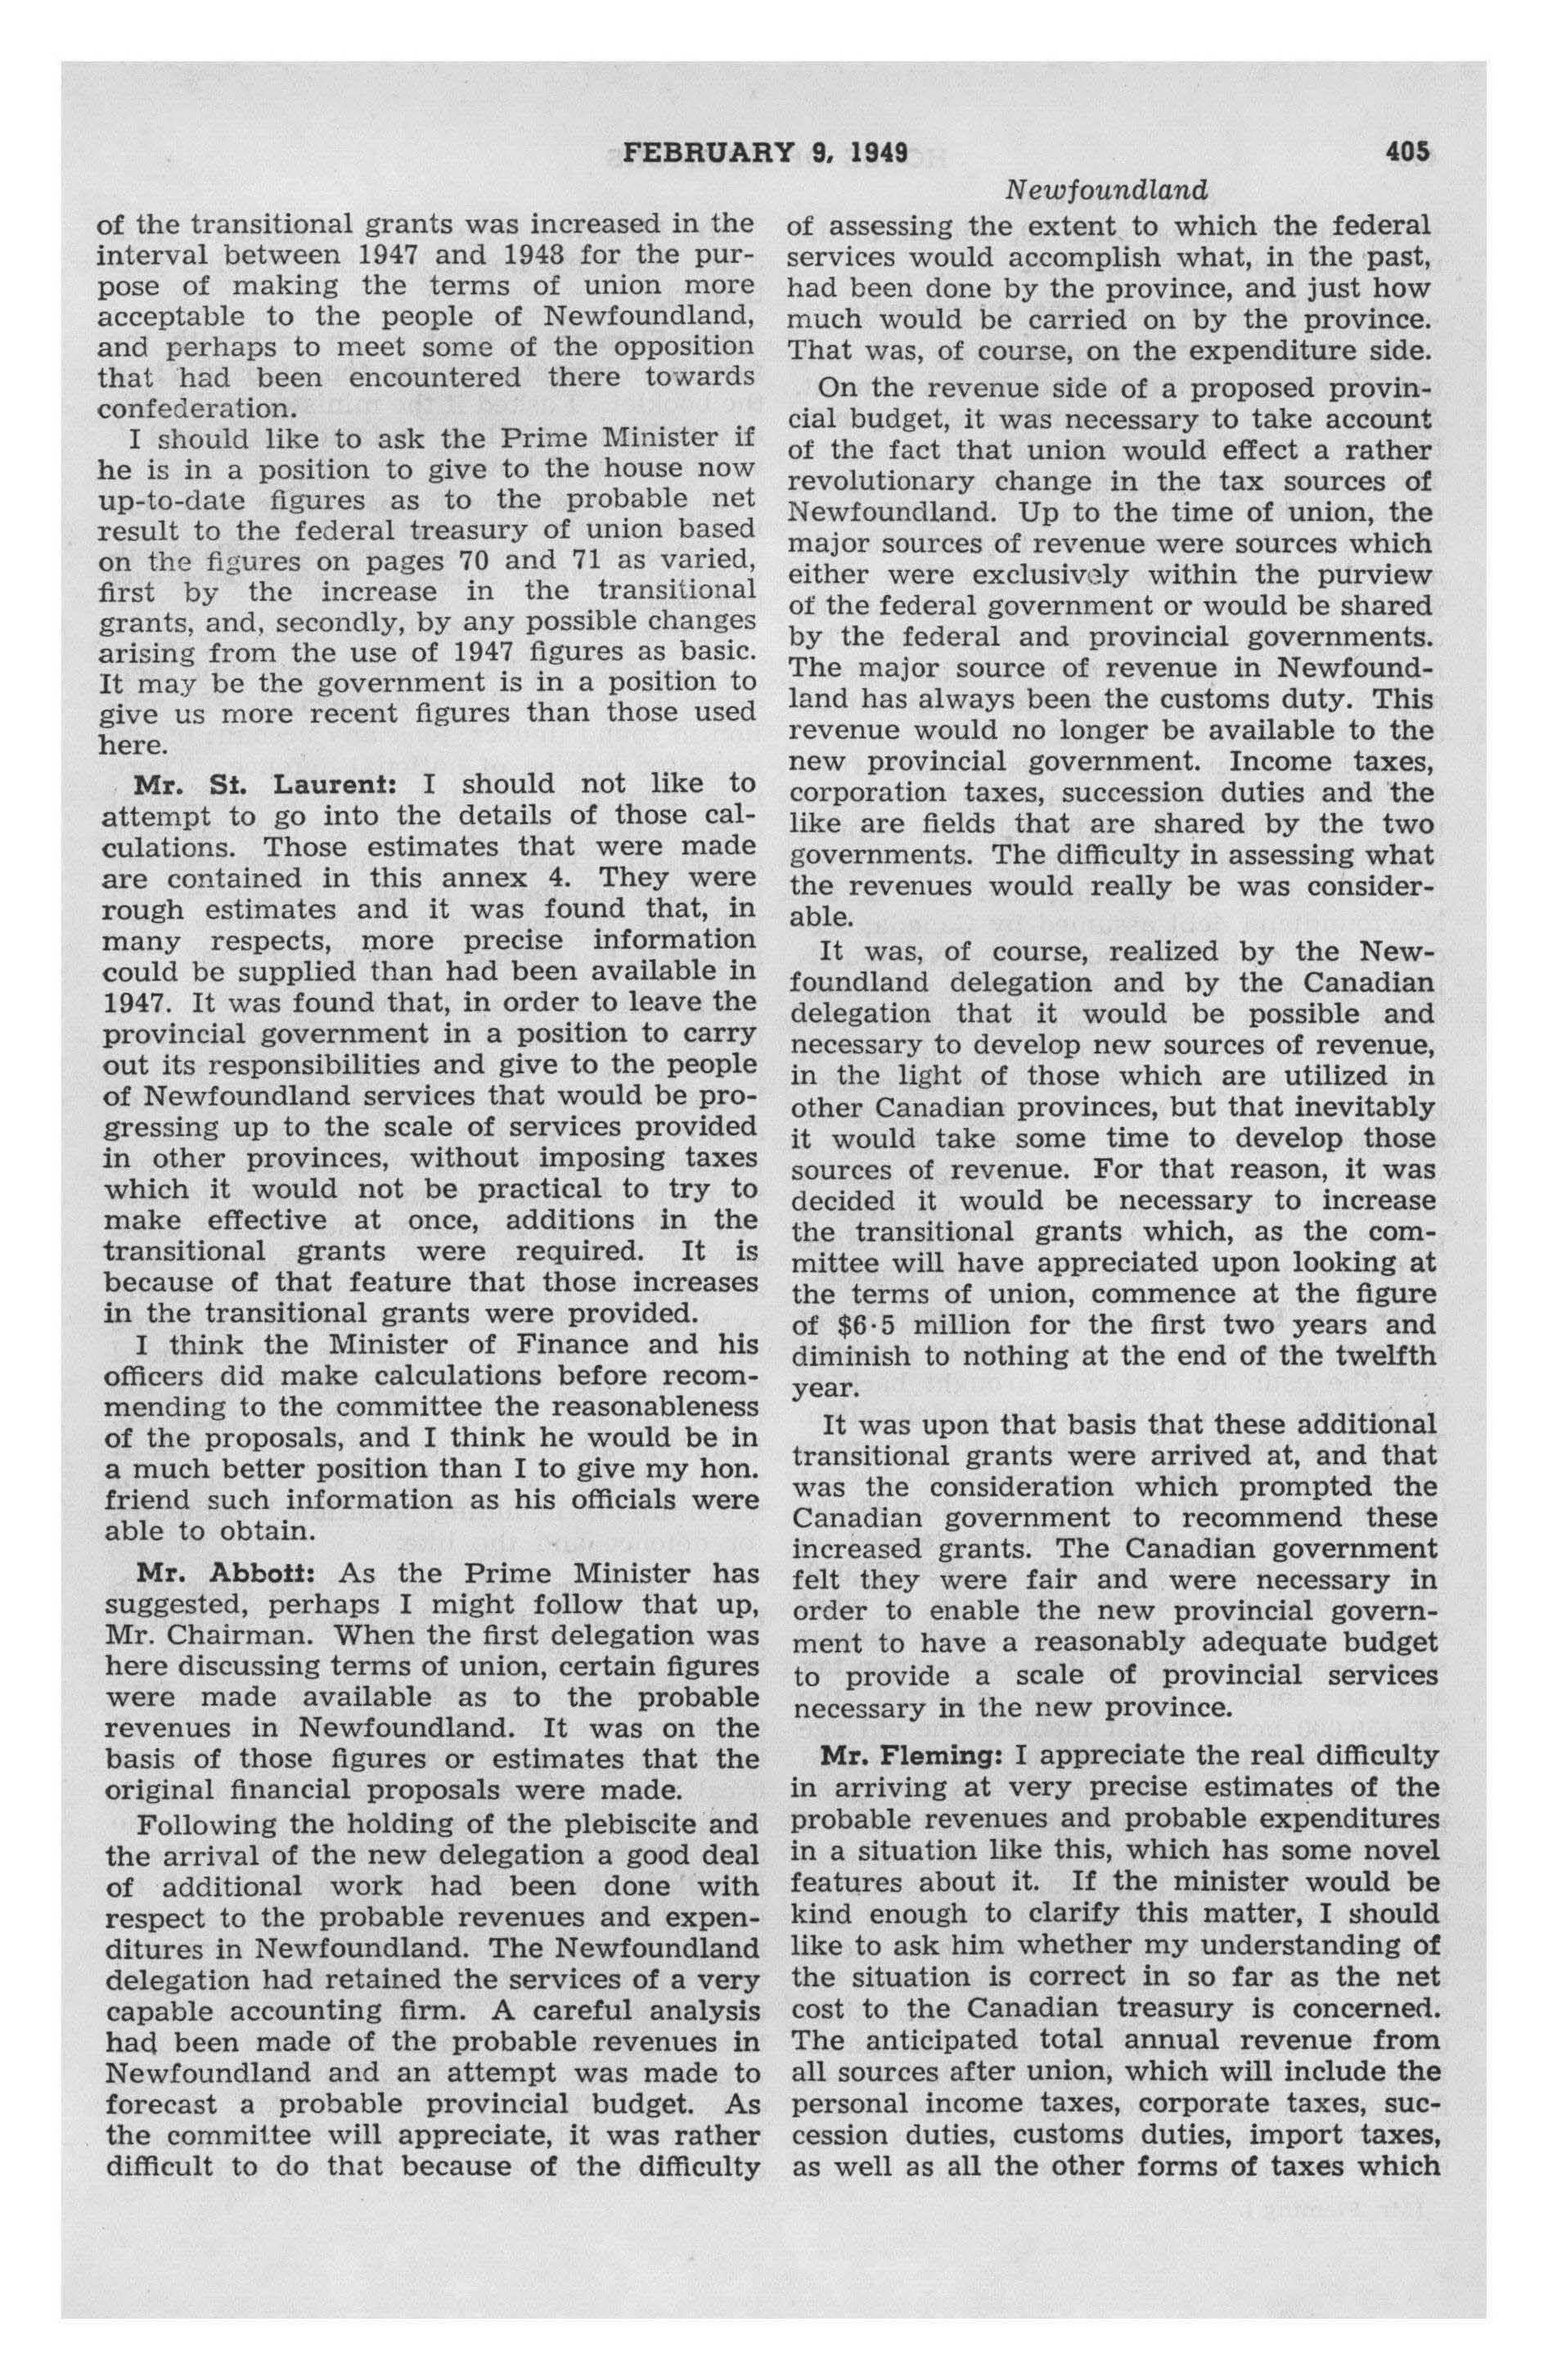 FEBRUARY 9, 1949
405
Newfoundland
of the transitional grants was increased in the
interval between 1947 and 1948 for the pur-
pose of making the terms of union more
acceptable to the people of Newfoundland,
and perhaps to meet some of the opposition
that had been encountered there towards
confederation.
I should like to ask the Prime Minister if
he is in a position to give to the house now
up-to-date figures as to the probable net
result to the federal treasury of union based
on the figures on pages 70 and 71 as varied,
first by the increase in the transitional
grants, and, secondly, by any possible changes
arising from the use of 1947 figures as basic.
It may be the government is in a position to
give us more recent figures than those used
here.
Mr. St. Laurent: I should not like to
attempt to go into the details of those cal-
culations. Those estimates that were made
are contained in this annex 4. They were
rough estimates and it was found that, in
many respects, more precise information
could be supplied than had been available in
1947. It was found that, in order to leave the
provincial government in a position to carry
out its responsibilities and give to the people
of Newfoundland services that would be pro-
gressing up to the scale of services provided
in other provinces, without imposing taxes
which it would not be practical to try to
make effective at once, additions in the
transitional grants were required. It is
because of that feature that those increases
in the transitional grants were provided.
I think the Minister of Finance and his
officers did make calculations before recom-
mending to the committee the reasonableness
of the proposals, and I think he would be in
a much better position than I to give my hon.
friend such information as his officials were
able to obtain.
Mr. Abbott: As the Prime Minister has
suggested, perhaps I might follow that up,
Mr. Chairman. When the first delegation was
here discussing terms of union, certain figures
were made available as to the probable
revenues in Newfoundland. It was on the
basis of those figures or estimates that the
original financial proposals were made.
Following the holding of the plebiscite and
the arrival of the new delegation a good deal
of additional work had been done with
respect to the probable revenues and expen-
ditures in Newfoundland. The Newfoundland
delegation had retained the services of a very
capable accounting firm. A careful analysis
had been made of the probable revenues in
Newfoundland and an attempt was made to
forecast a probable provincial budget. As
the committee will appreciate, it was rather
difficult to do that because of the difficulty
of assessing the extent to which the federal
services would accomplish what, in the past,
had been done by the province, and just how
much would be carried on by the province.
That was, of course, on the expenditure side.
On the revenue side of a proposed provin-
cial budget, it was necessary to take account
of the fact that union would effect a rather
revolutionary change in the tax sources of
Newfoundland. Up to the time of union, the
major sources of revenue were sources which
either were exclusively within the purview
of the federal government or would be shared
by the federal and provincial governments.
The major source of revenue in Newfound-
land has always been the customs duty. This
revenue would no longer be available to the
new provincial government. Income taxes,
corporation taxes, succession duties and the
like are fields that are shared by the two
governments. The difficulty in assessing what
the revenues would really be was consider-
able.
It was, of course, realized by the New-
foundland delegation and by the Canadian
delegation that it would be possible and
necessary to develop new sources of revenue,
in the light of those which are utilized in
other Canadian provinces, but that inevitably
it would take some time to develop those
sources of revenue. For that reason, it was
decided it would be necessary to increase
the transitional grants which, as the com-
mittee will have appreciated upon looking at
the terms of union, commence at the figure
of $6·5 million for the first two years and
diminish to nothing at the end of the twelfth
year.
It was upon that basis that these additional
transitional grants were arrived at, and that
was the consideration which prompted the
Canadian government to recommend these
increased grants. The Canadian government
felt they were fair and were necessary in
order to enable the new provincial govern-
ment to have a reasonably adequate budget
to provide a scale of provincial services
necessary in the new province.
Mr. Fleming: I appreciate the real difficulty
in arriving at very precise estimates of the
probable revenues and probable expenditures
in a situation like this, which has some novel
features about it. If the minister would be
kind enough to clarify this matter, I should
like to ask him whether my understanding of
the situation is correct in so far as the net
cost to the Canadian treasury is concerned.
The anticipated total annual revenue from
all sources after union, which will include the
personal income taxes, corporate taxes, suc-
cession duties, customs duties, import taxes,
as well as all the other forms of taxes which